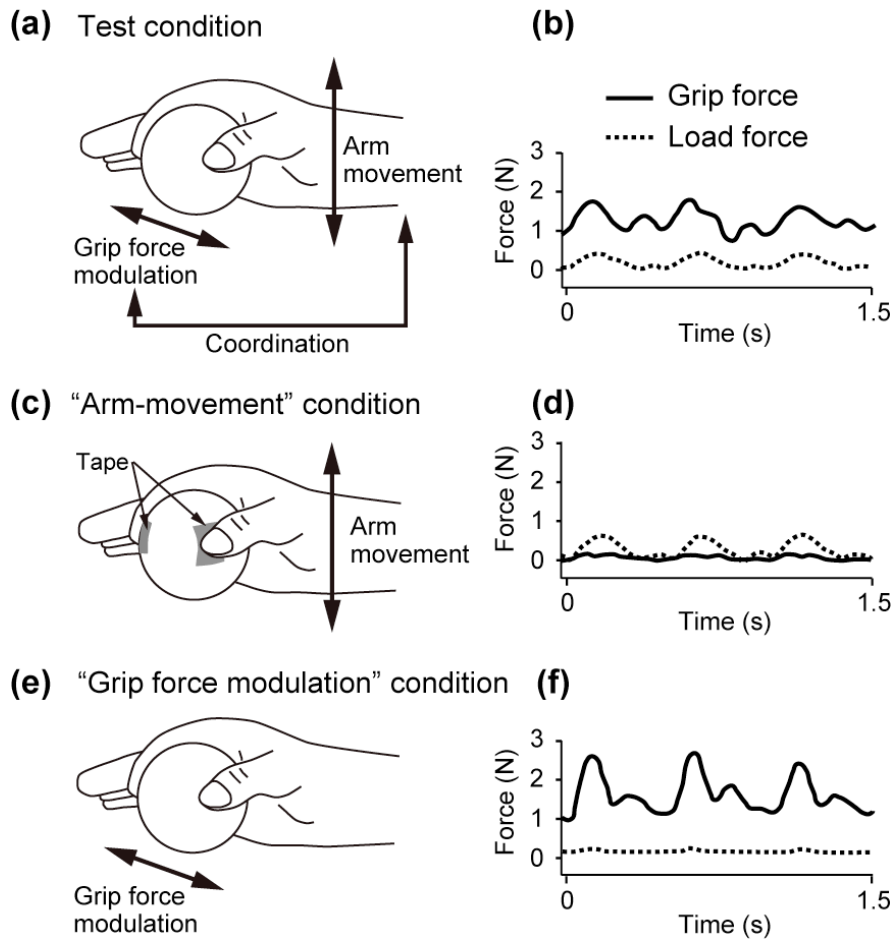 (a) Test condition
Arm
movement
Grip force
modulation
Coordination
(b)
Grip force
Load force
Force (N)
3
2
1
0
0
1.5
Time (s)
(c) “Arm-movement” condition
Tape
Arm
movement
(d)
Force (N)
3
2
1
0
0
1.5
Time (s)
(e) “Grip force modulation” condition
Grip force
modulation
(f)
Force (N)
3
2
1
0
0
1.5
Time (s)